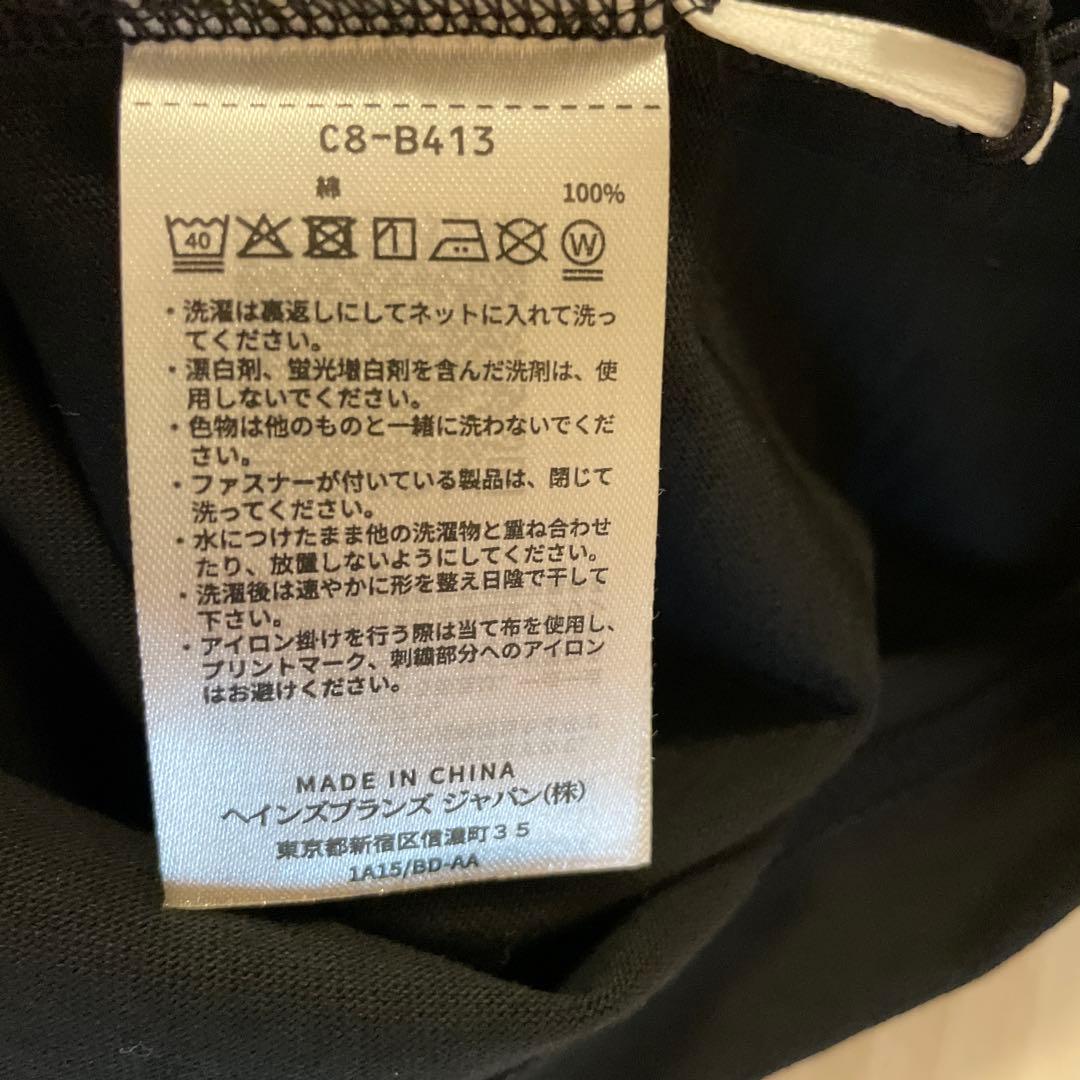 C8-B413
綿 100%
40 W
・洗濯は裏返しにしてネットに入れて洗っ
てください。
・漂白剤、蛍光増白剤を含んだ洗剤は、使
用しないでください。
・色物は他のものと一緒に洗わないでくだ
さい。
・ファスナーが付いている製品は、閉じて
洗ってください。
・水につけたまま他の洗濯物と重ね合わせ
たり、放置しないようにしてください。
・洗濯後は速やかに形を整え日陰で干して
下さい。
・アイロン掛けを行う際は当て布を使用し、
プリントマーク、刺繍部分へのアイロン
はお避けください。
MADE IN CHINA
ヘインズブランズ ジャパン(株)
東京都新宿区信濃町３５
1A15/BD-AA